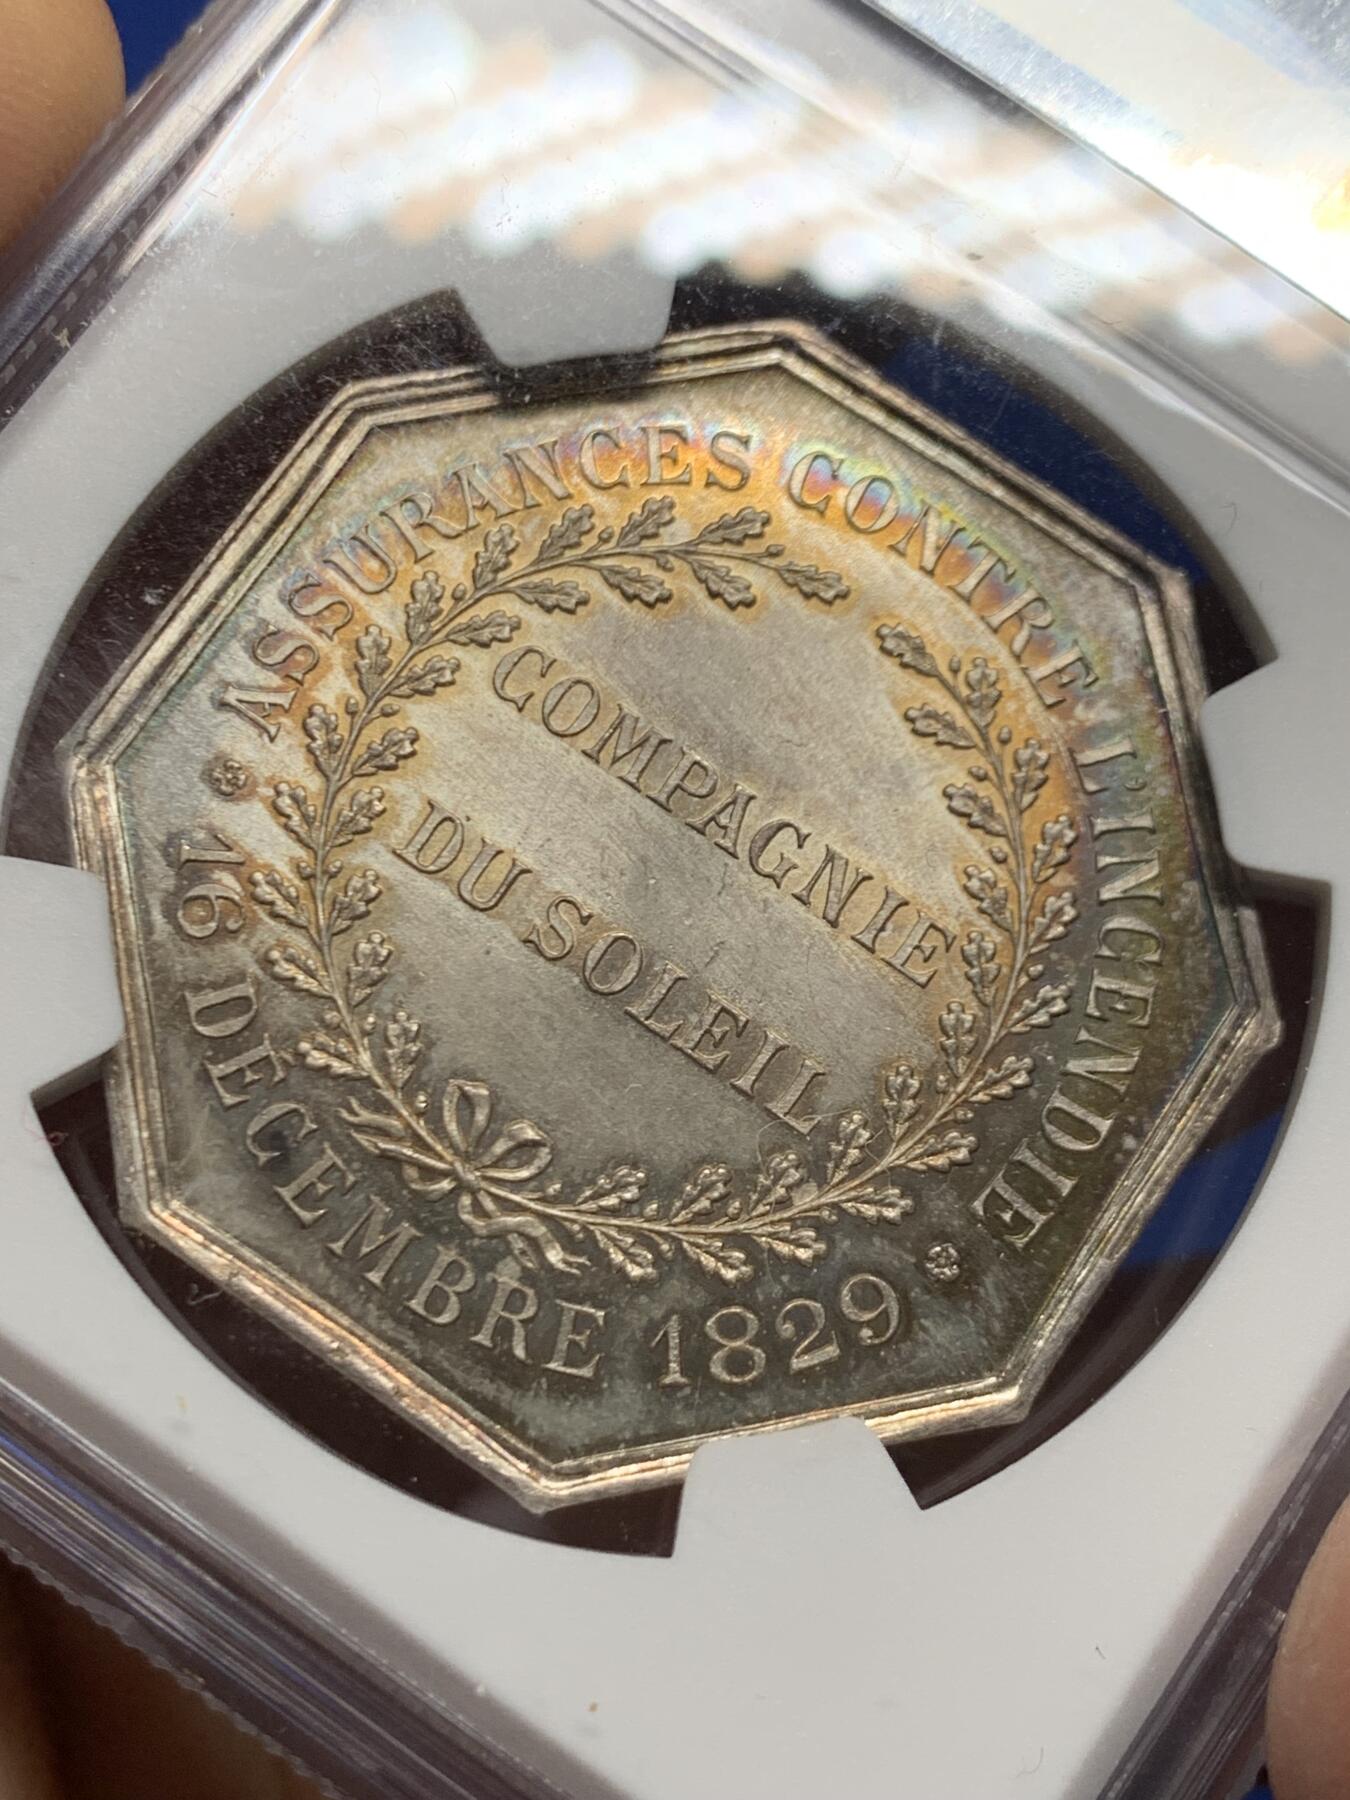 ASSURANCES CONTRE L'INCENDIE
COMPAGNIE
DU SOLEIL
16 DÉCEMBRE 1829